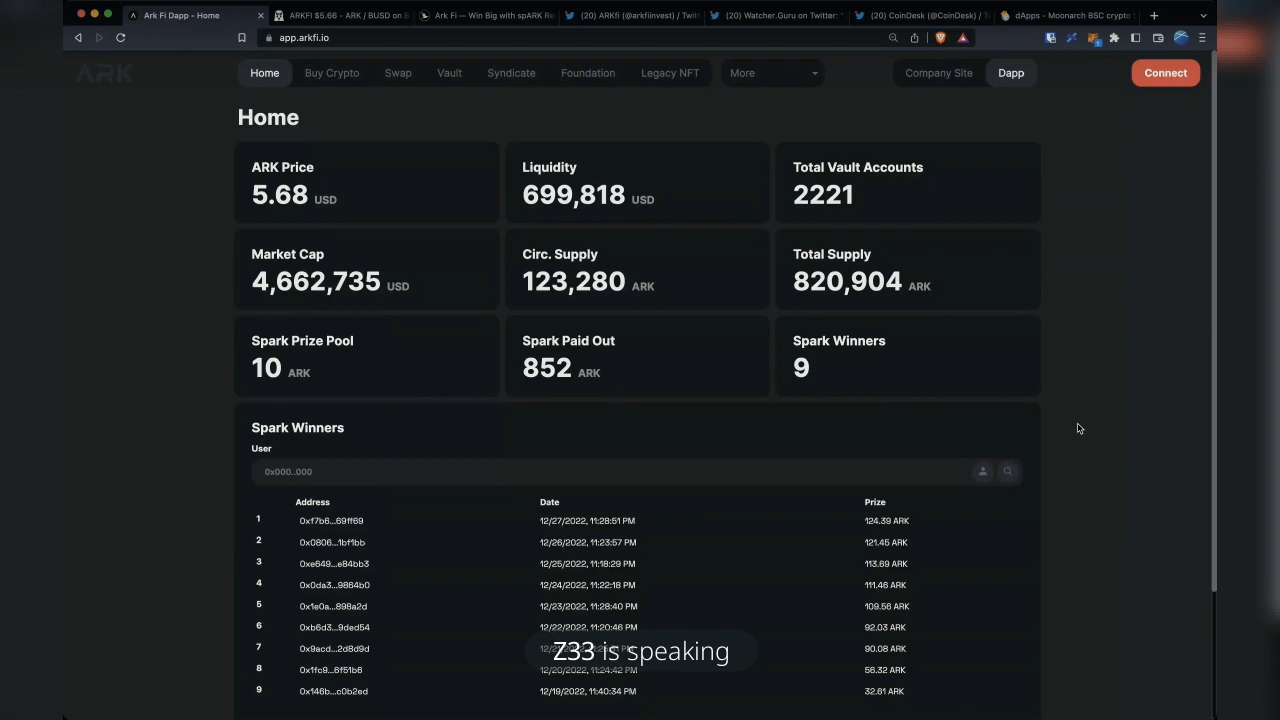 Ark Fi Dapp - Home
ARKFI $5.66 - ARK / BUSD on B
Ark Fi — Win Big with spARK Re
(20) ARKfi (@arkfiinvest) / Twit
(20) Watcher.Guru on Twitter: "
(20) CoinDesk (@CoinDesk) / T
dApps - Moonarch BSC crypto
app.arkfi.io
ARK
Home
Buy Crypto
Swap
Vault
Syndicate
Foundation
Legacy NFT
More
Company Site
Dapp
Connect
Home
ARK Price
5.68 USD
Liquidity
699,818 USD
Total Vault Accounts
2221
Market Cap
4,662,735 USD
Circ. Supply
123,280 ARK
Total Supply
820,904 ARK
Spark Prize Pool
10 ARK
Spark Paid Out
852 ARK
Spark Winners
9
Spark Winners
User
0x000..000
Address Date Prize
1 0xf7b6...69ff69 12/27/2022, 11:28:51 PM 124.39 ARK
2 0x0806...1bf1bb 12/26/2022, 11:23:57 PM 121.45 ARK
3 0xe649...e84bb3 12/25/2022, 11:18:29 PM 113.69 ARK
4 0x0da3...9864b0 12/24/2022, 11:22:18 PM 111.46 ARK
5 0x1e0a...898a2d 12/23/2022, 11:28:40 PM 109.56 ARK
6 0xb6d3...9ded54 12/22/2022, 11:20:46 PM 92.03 ARK
7 0x9acd...2d8d9d 90.08 ARK
Z33 is speaking
8 0x1fc9...6f51b6 12/20/2022, 11:24:42 PM 56.32 ARK
9 0x146b...c0b2ed 12/19/2022, 11:40:34 PM 32.61 ARK